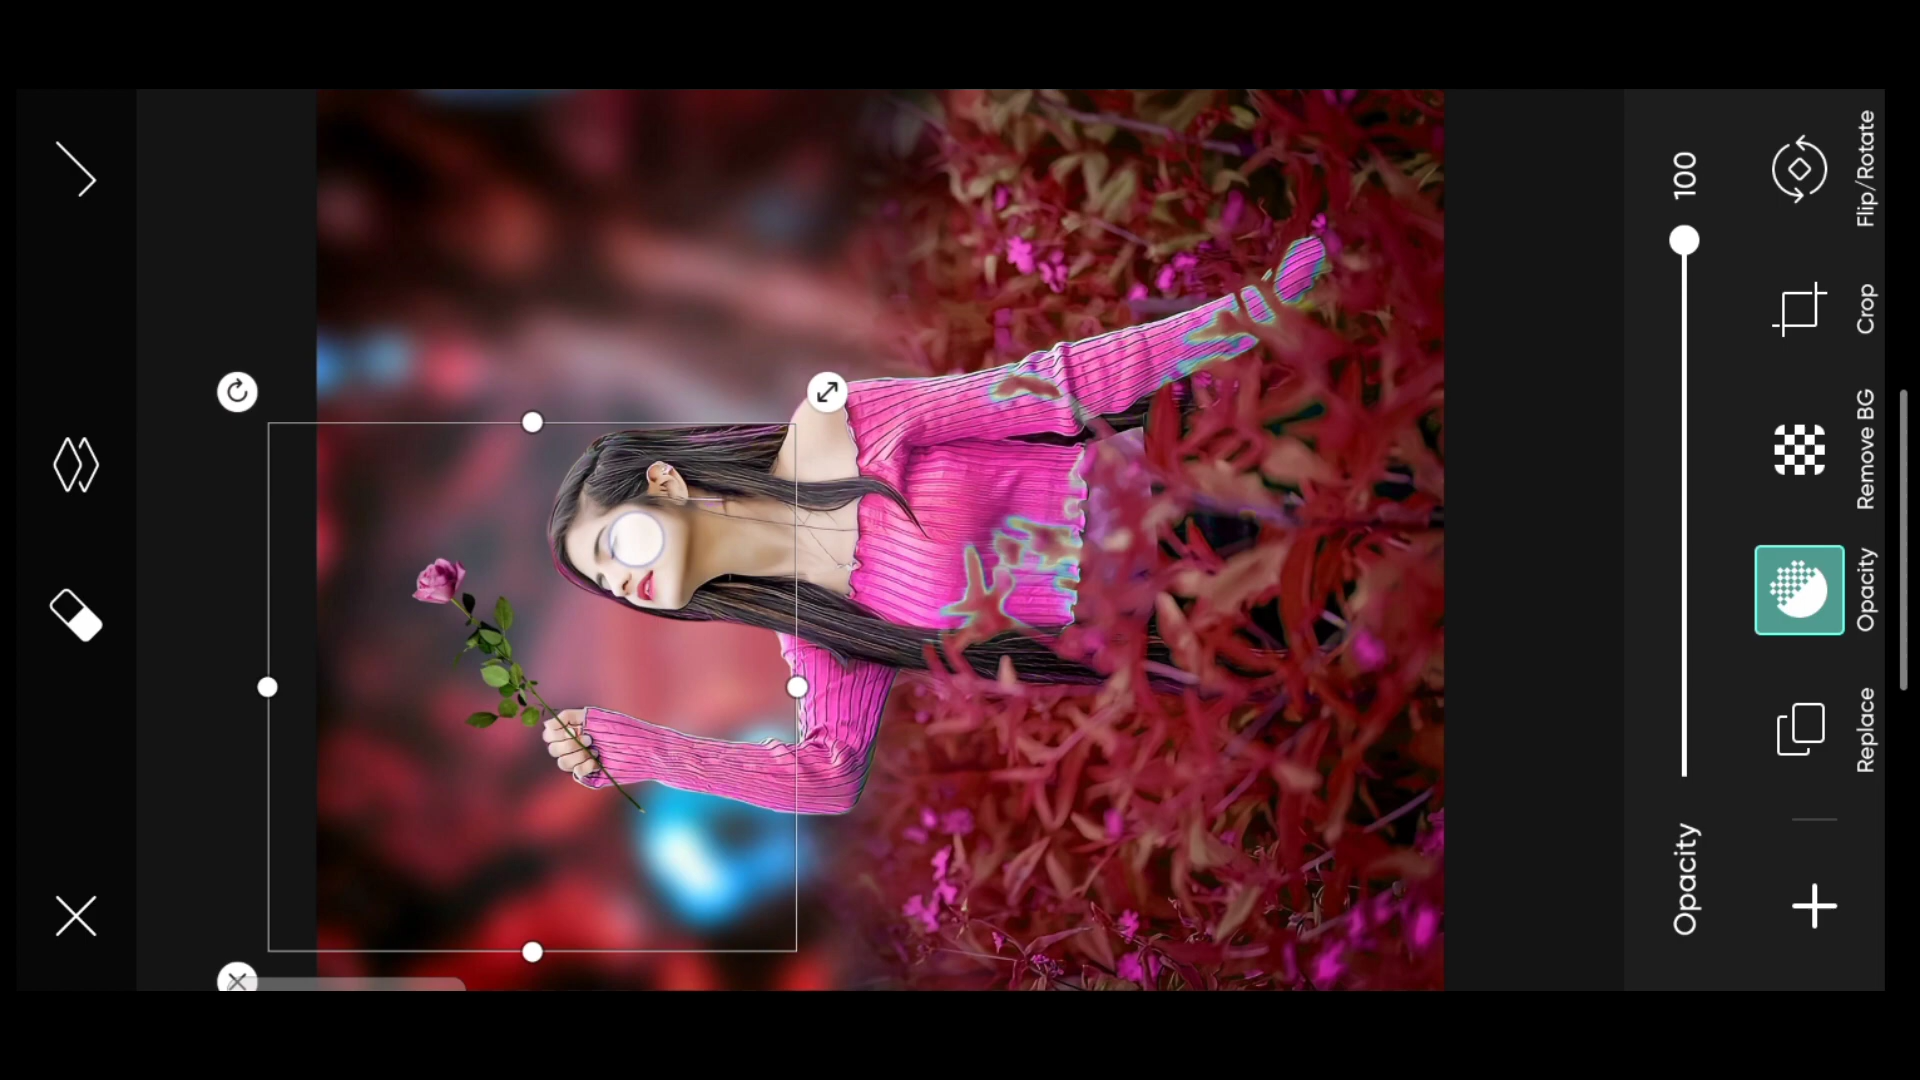 Opacity
100
Replace
Opacity
Remove BG
Crop
Flip/Rotate